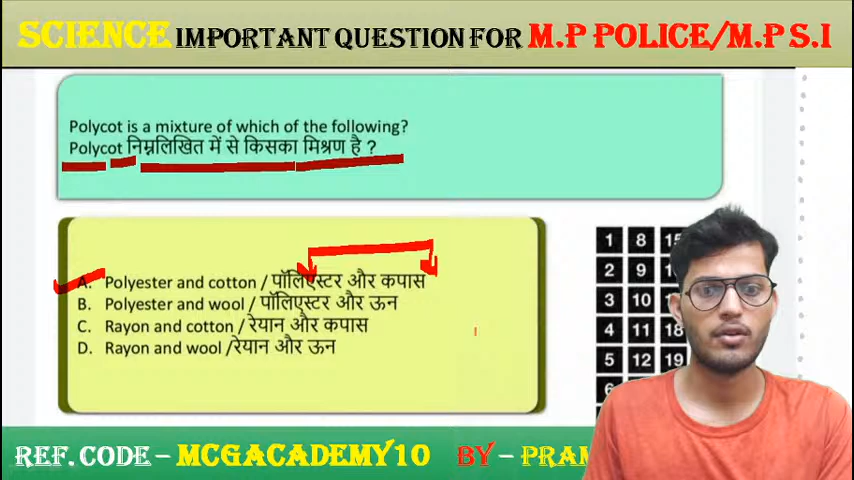 SCIENCE IMPORTANT QUESTION FOR M.P POLICE/M.P S.I
Polycot is a mixture of which of the following?
Polycot निम्नलिखित में से किसका मिश्रण है ?
A. Polyester and cotton / पॉलिएस्टर और कपास
B. Polyester and wool / पॉलिएस्टर और ऊन
C. Rayon and cotton / रेयान और कपास
D. Rayon and wool /रेयान और ऊन
1 8 15
2 9
3 10
4 11 18
5 12 19
6
REF. CODE – MCGACADEMY10 BY – PRAM